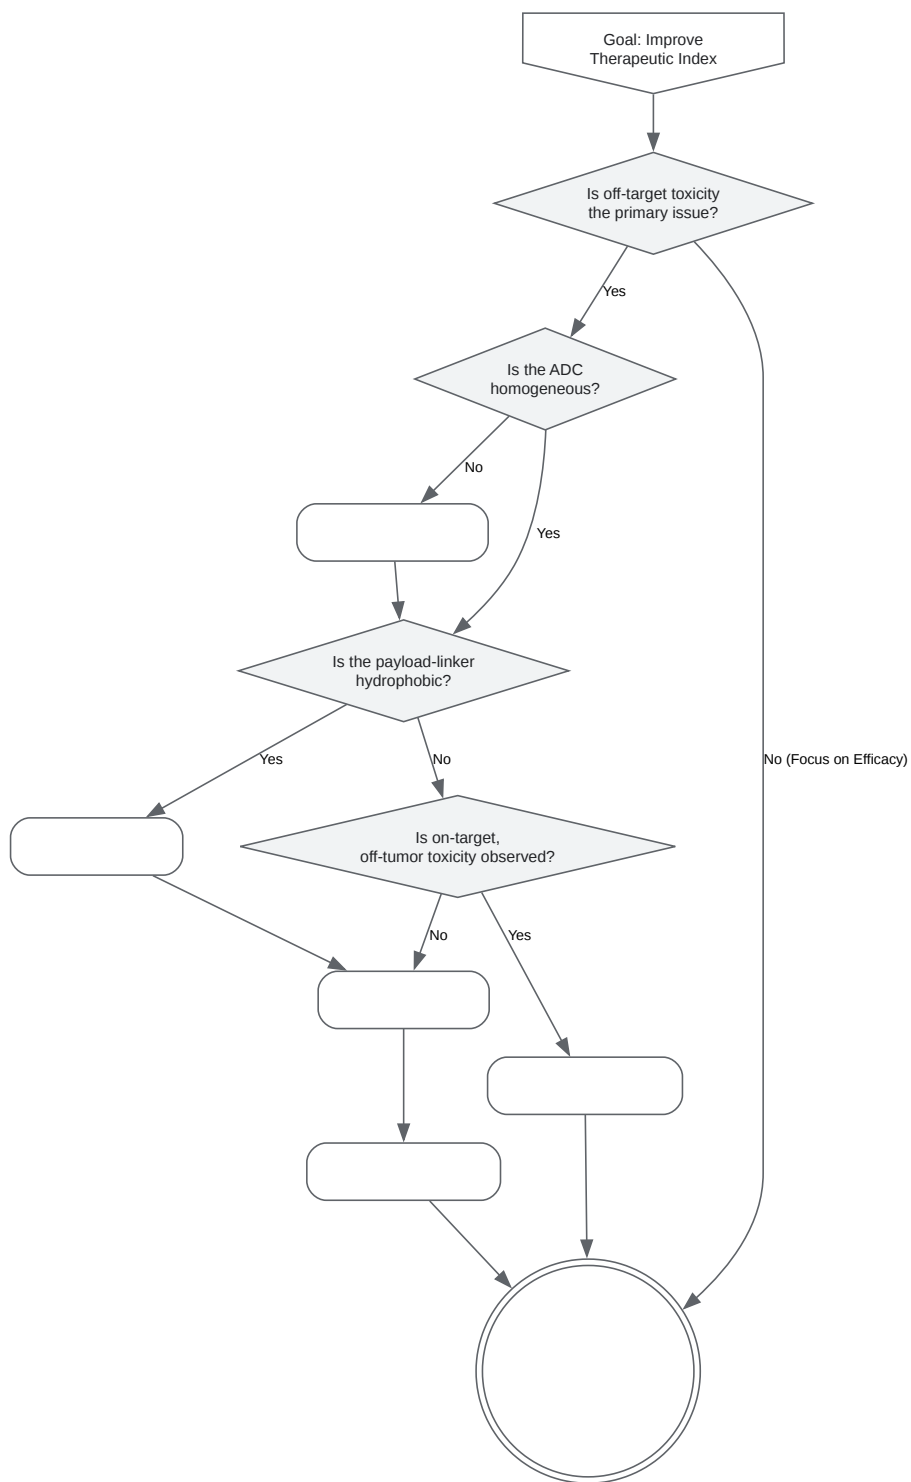 Goal: Improve
Therapeutic Index
Is off-target toxicity
the primary issue?
Yes
Is the ADC
homogeneous?
No
Yes
Is the payload-linker
hydrophobic?
Yes
No
No (Focus on Efficacy)
Is on-target,
off-tumor toxicity observed?
No
Yes